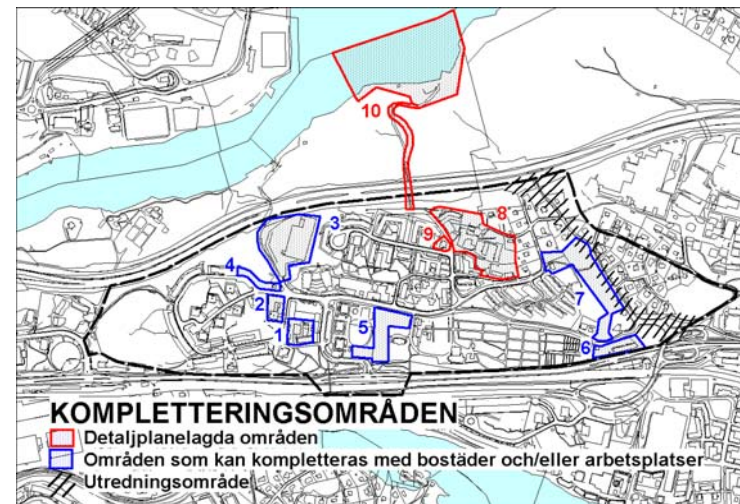 10
8
3
9
4
7
2
5
1
6
KOMPLETTERINGSOMRÅDEN
Detaljplanelagda områden
Områden som kan kompletteras med bostäder och/eller arbetsplatser
Utredningsområde